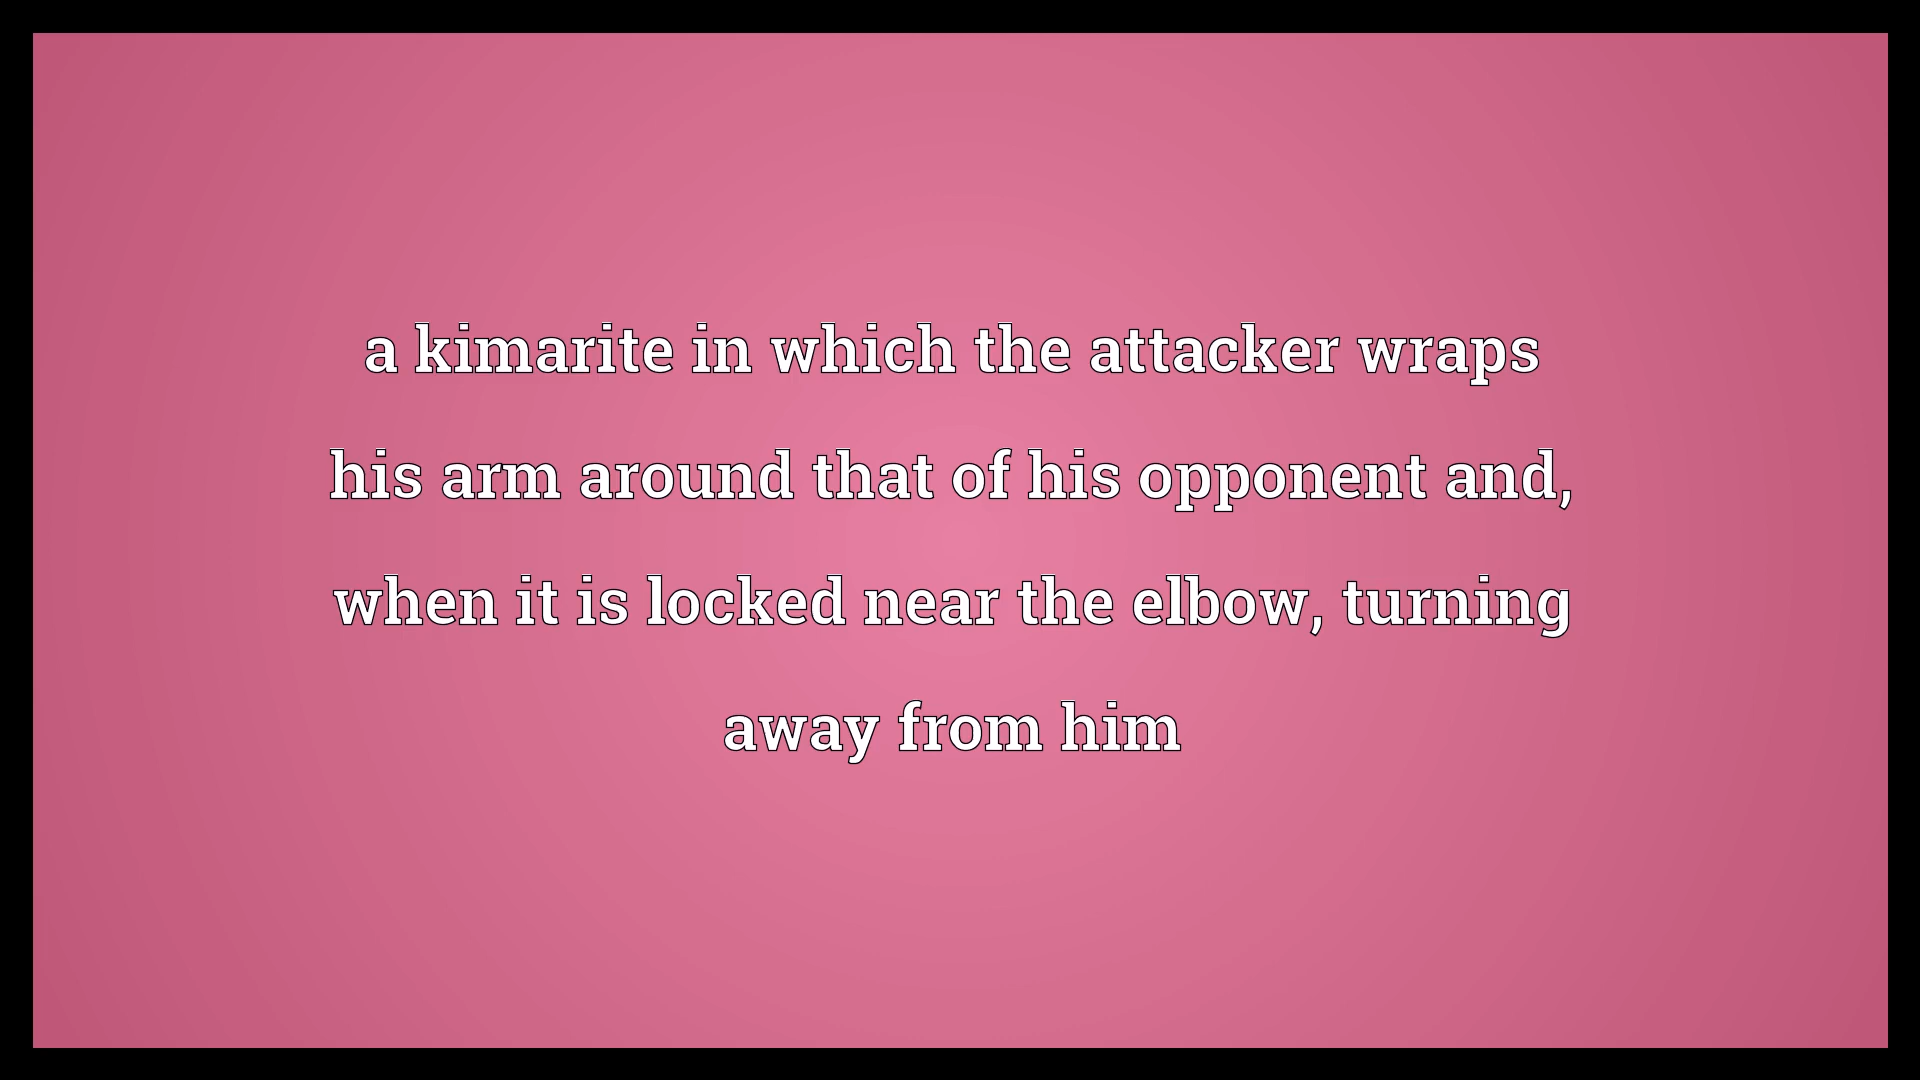 a kimarite in which the attacker wraps
his arm around that of his opponent and,
when it is locked near the elbow, turning
away from him